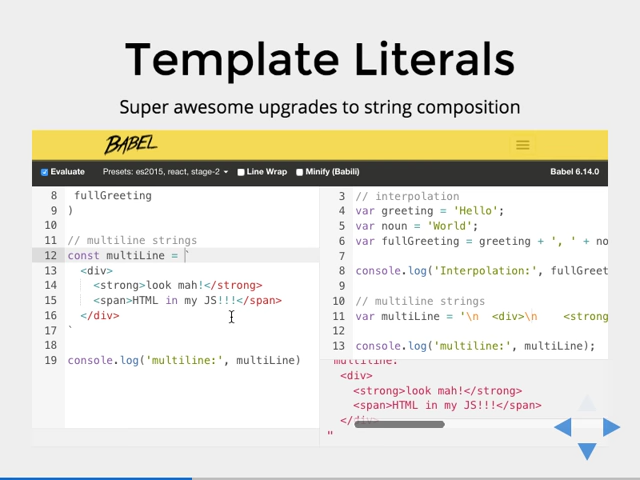 Template Literals
Super awesome upgrades to string composition
BABEL
Evaluate Presets: es2015, react, stage-2 Line Wrap Minify (Babili) Babel 6.14.0
8 fullGreeting
9 )
10
11 // multiline strings
12 const multiLine = `
13 <div>
14 <strong>look mah!</strong>
15 <span>HTML in my JS!!!</span>
16 </div>
17 `
18
19 console.log('multiline:', multiLine)
3 // interpolation
4 var greeting = 'Hello';
5 var noun = 'World';
6 var fullGreeting = greeting + ', ' + no
7
8 console.log('Interpolation:', fullGreet
9
10 // multiline strings
11 var multiLine = '\n  <div>\n    <strong
12
13 console.log('multiline:', multiLine);
multiline:
<div>
<strong>look mah!</strong>
<span>HTML in my JS!!!</span>
</div>
"